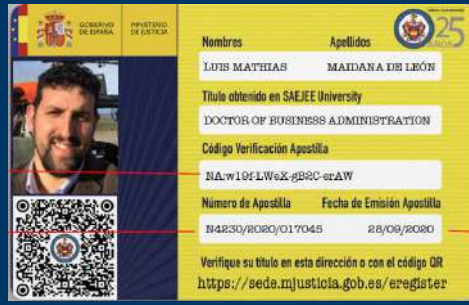 GOBIERNO DE ESPAÑA
MINISTERIO DE JUSTICIA
25 AÑOS
Nombres Apellidos
LUIS MATHIAS MAIDANA DE LEÓN
Titulo obtenido en SAEJEE University
DOCTOR OF BUSINESS ADMINISTRATION
Código Verificación Apostilla
NA:w19f-LWeX-gB2C-erAW
Número de Apostilla Fecha de Emisión Apostilla
N4230/2020/017045 28/09/2020
Verifique su título en esta dirección o con el código QR
https://sede.mjusticia.gob.es/eregister